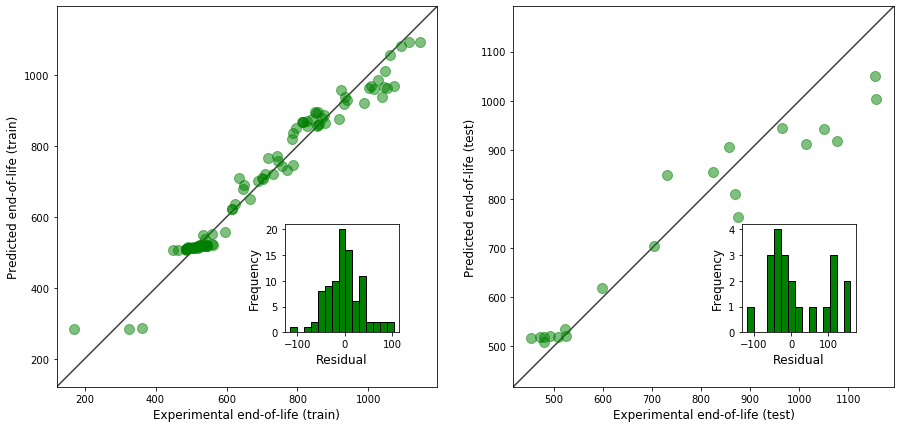 1000
800
600
400
200
Predicted end-of-life (train)
200 400 600 800 1000
Experimental end-of-life (train)
20
15
10
5
0
Frequency
−100 0 100
Residual
1100
1000
900
800
700
600
500
Predicted end-of-life (test)
500 600 700 800 900 1000 1100
Experimental end-of-life (test)
4
3
2
1
0
Frequency
−100 0 100
Residual